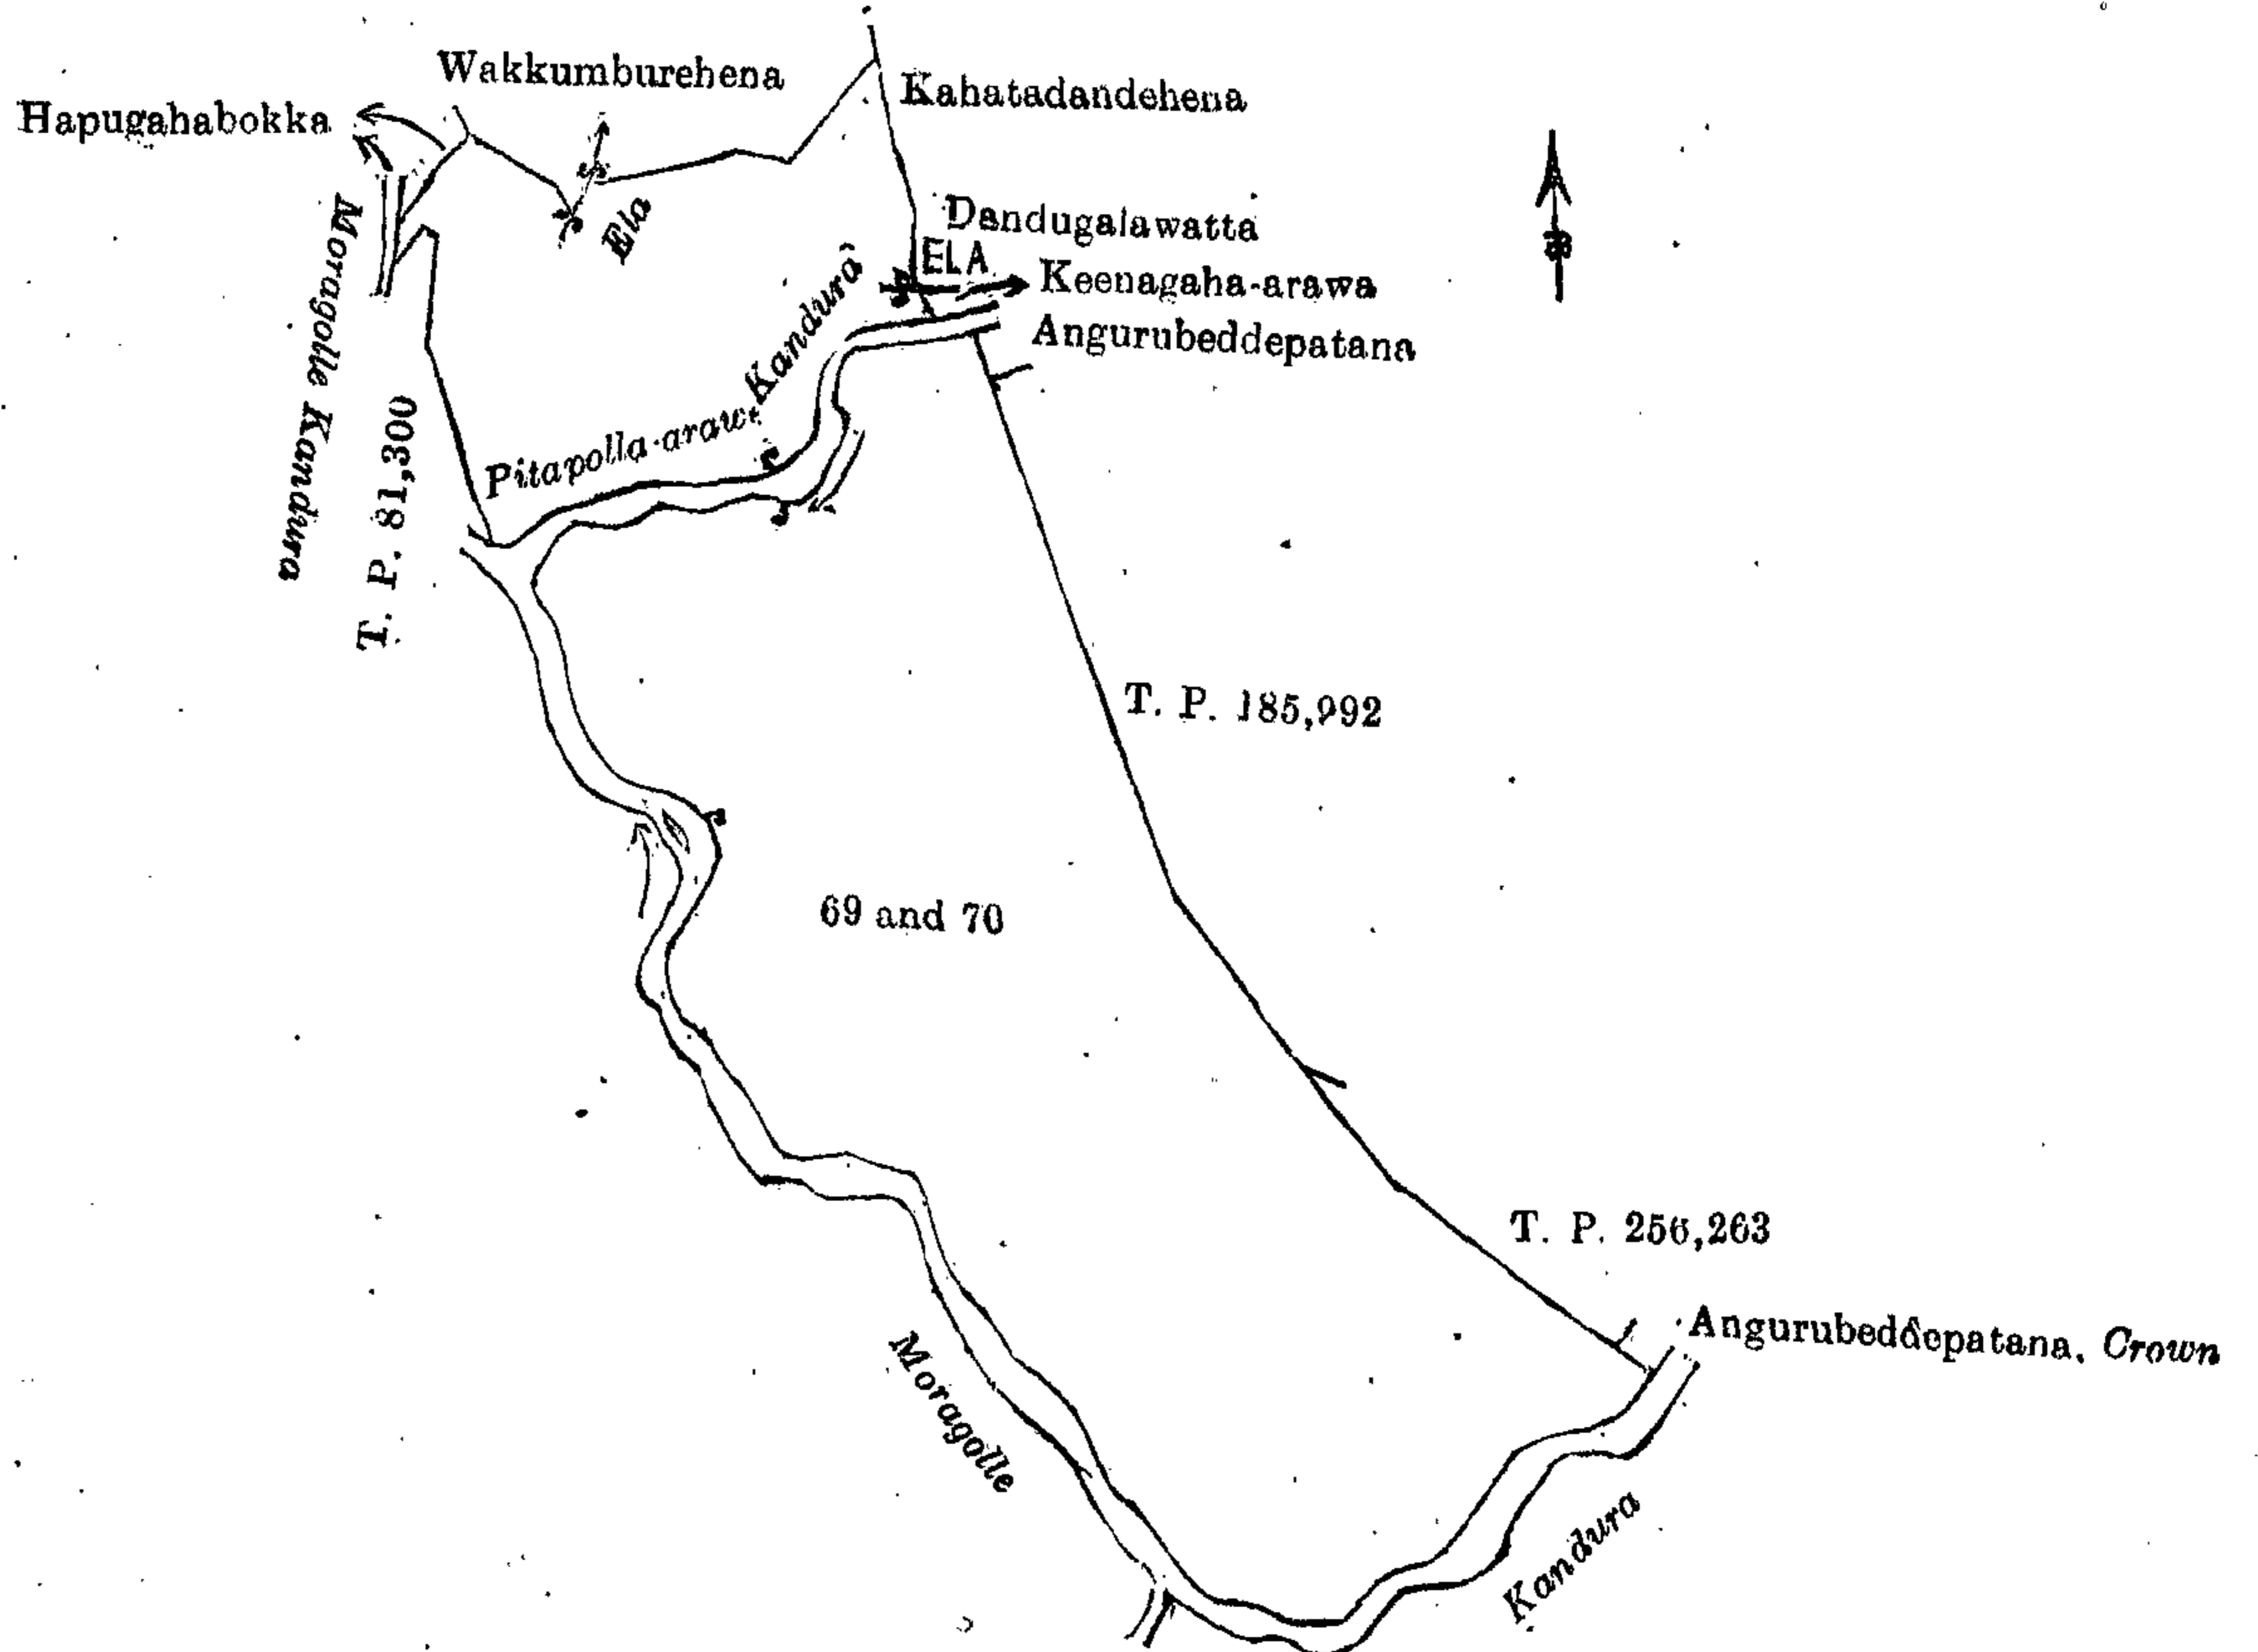 Wakkumburehena
Hapugahabokka
Kahatadandehena
Ela
Dandugalawatta
ELA
Keenagaha-arawa
Angurubeddepatana
Moragolle Kandura
T. P. 81,300
Pitapolla-arawa Kandura
T. P. 185,992
69 and 70
T. P. 256,263
Angurubeddepatana, Crown
Moragolle
Kandura